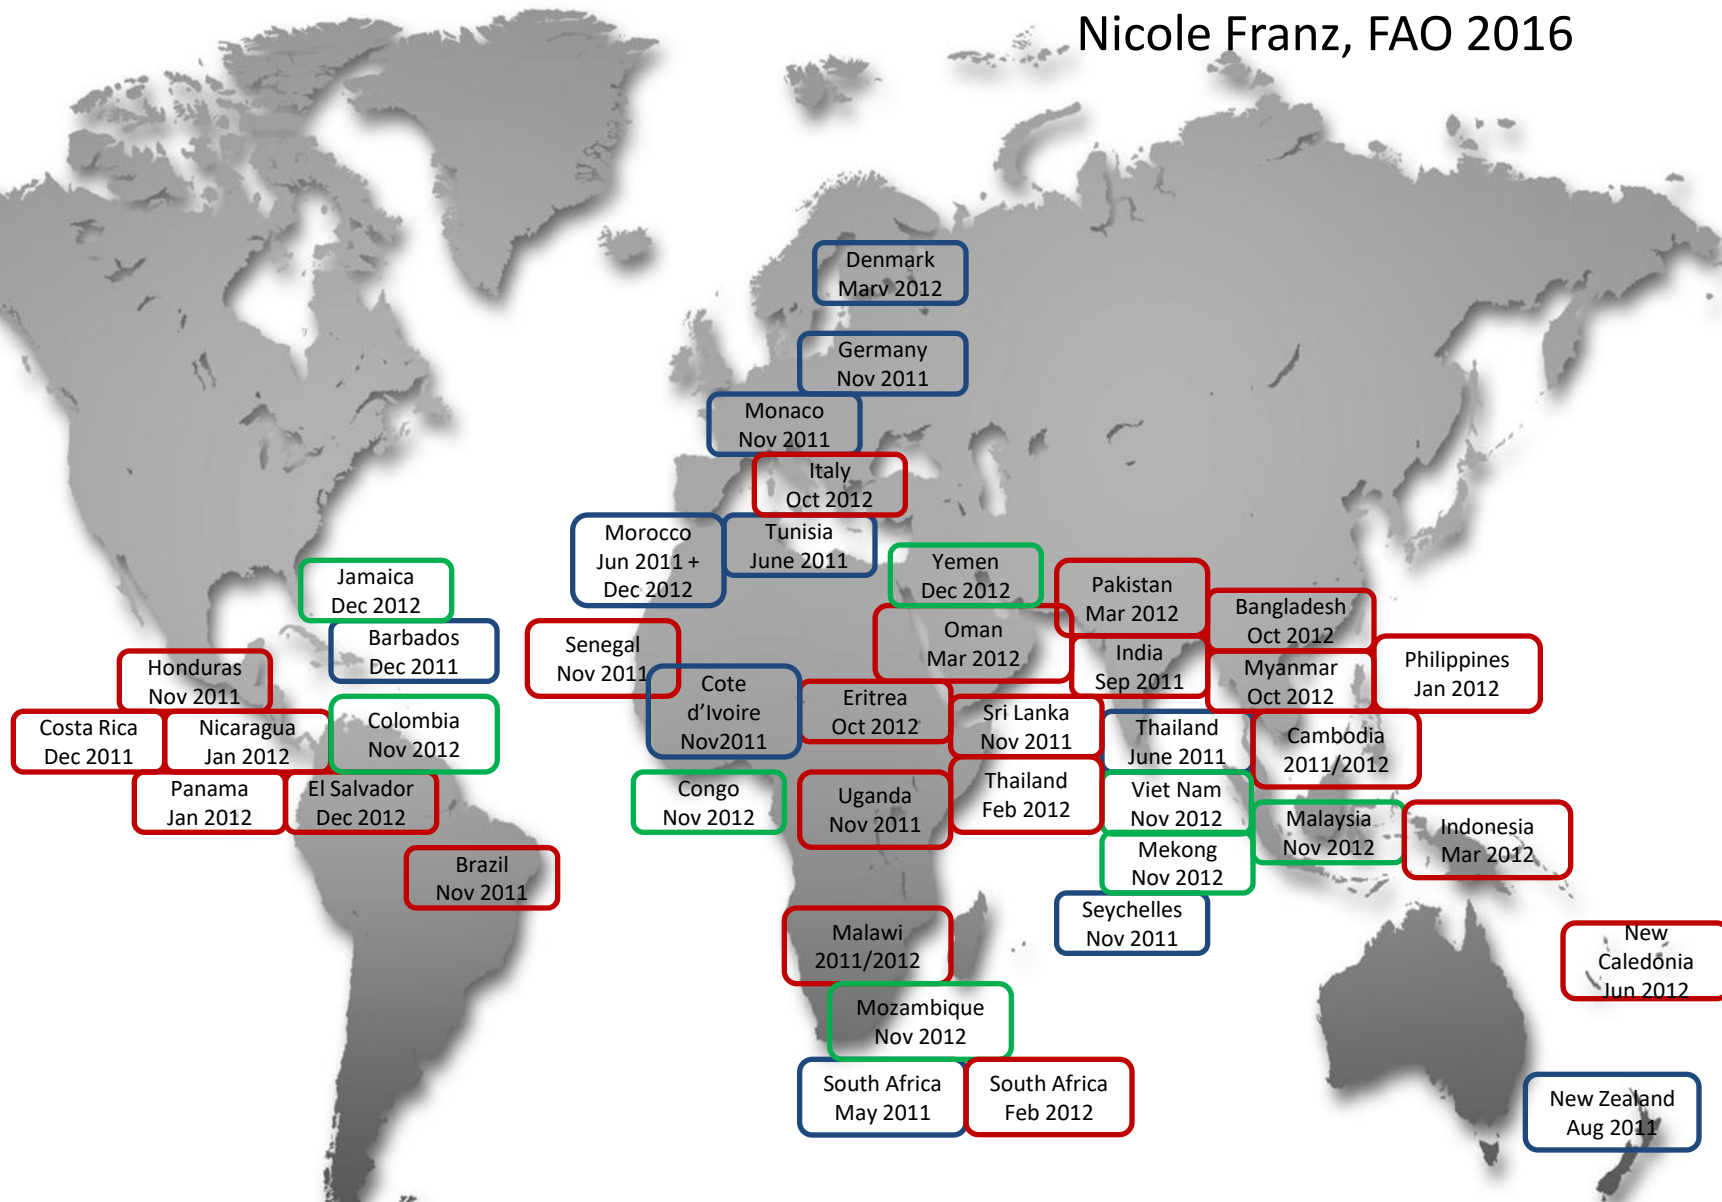 Nicole Franz, FAO 2016
Denmark
Marv 2012
Germany
Nov 2011
Monaco
Nov 2011
Italy
Oct 2012
Morocco
Jun 2011 +
Dec 2012
Tunisia
June 2011
Yemen
Dec 2012
Pakistan
Mar 2012
Bangladesh
Oct 2012
Jamaica
Dec 2012
Barbados
Dec 2011
Senegal
Nov 2011
Oman
Mar 2012
India
Sep 2011
Myanmar
Oct 2012
Philippines
Jan 2012
Honduras
Nov 2011
Costa Rica
Dec 2011
Nicaragua
Jan 2012
Colombia
Nov 2012
Cote
d’Ivoire
Nov2011
Eritrea
Oct 2012
Sri Lanka
Nov 2011
Thailand
June 2011
Cambodia
2011/2012
Panama
Jan 2012
El Salvador
Dec 2012
Congo
Nov 2012
Uganda
Nov 2011
Thailand
Feb 2012
Viet Nam
Nov 2012
Malaysia
Nov 2012
Indonesia
Mar 2012
Brazil
Nov 2011
Mekong
Nov 2012
Seychelles
Nov 2011
Malawi
2011/2012
New
Caledonia
Jun 2012
Mozambique
Nov 2012
South Africa
May 2011
South Africa
Feb 2012
New Zealand
Aug 2011